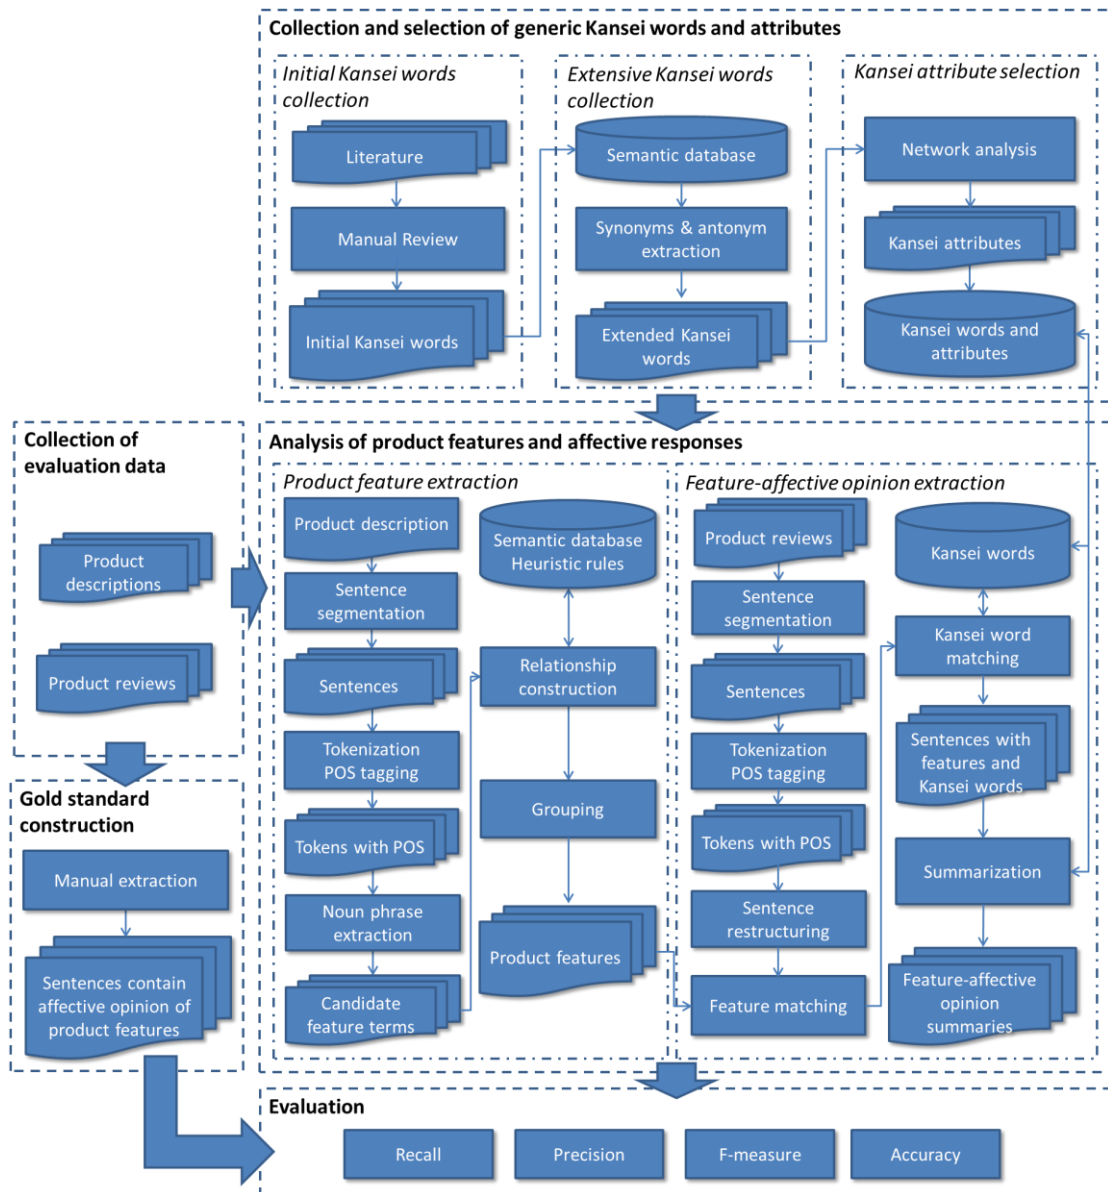 Collection and selection of generic Kansei words and attributes
Initial Kansei words
collection
Literature
Manual Review
Initial Kansei words
Extensive Kansei words
collection
Semantic database
Synonyms & antonym
extraction
Extended Kansei
words
Kansei attribute selection
Network analysis
Kansei attributes
Kansei words and
attributes
Collection of
evaluation data
Product
descriptions
Product reviews
Gold standard
construction
Manual extraction
Sentences contain
affective opinion of
product features
Analysis of product features and affective responses
Product feature extraction
Product description
Sentence
segmentation
Sentences
Tokenization
POS tagging
Tokens with POS
Noun phrase
extraction
Candidate
feature terms
Semantic database
Heuristic rules
Relationship
construction
Grouping
Product features
Feature-affective opinion extraction
Product reviews
Sentence
segmentation
Sentences
Tokenization
POS tagging
Tokens with POS
Sentence
restructuring
Feature matching
Kansei words
Kansei word
matching
Sentences with
features and
Kansei words
Summarization
Feature-affective
opinion
summaries
Evaluation
Recall
Precision
F-measure
Accuracy